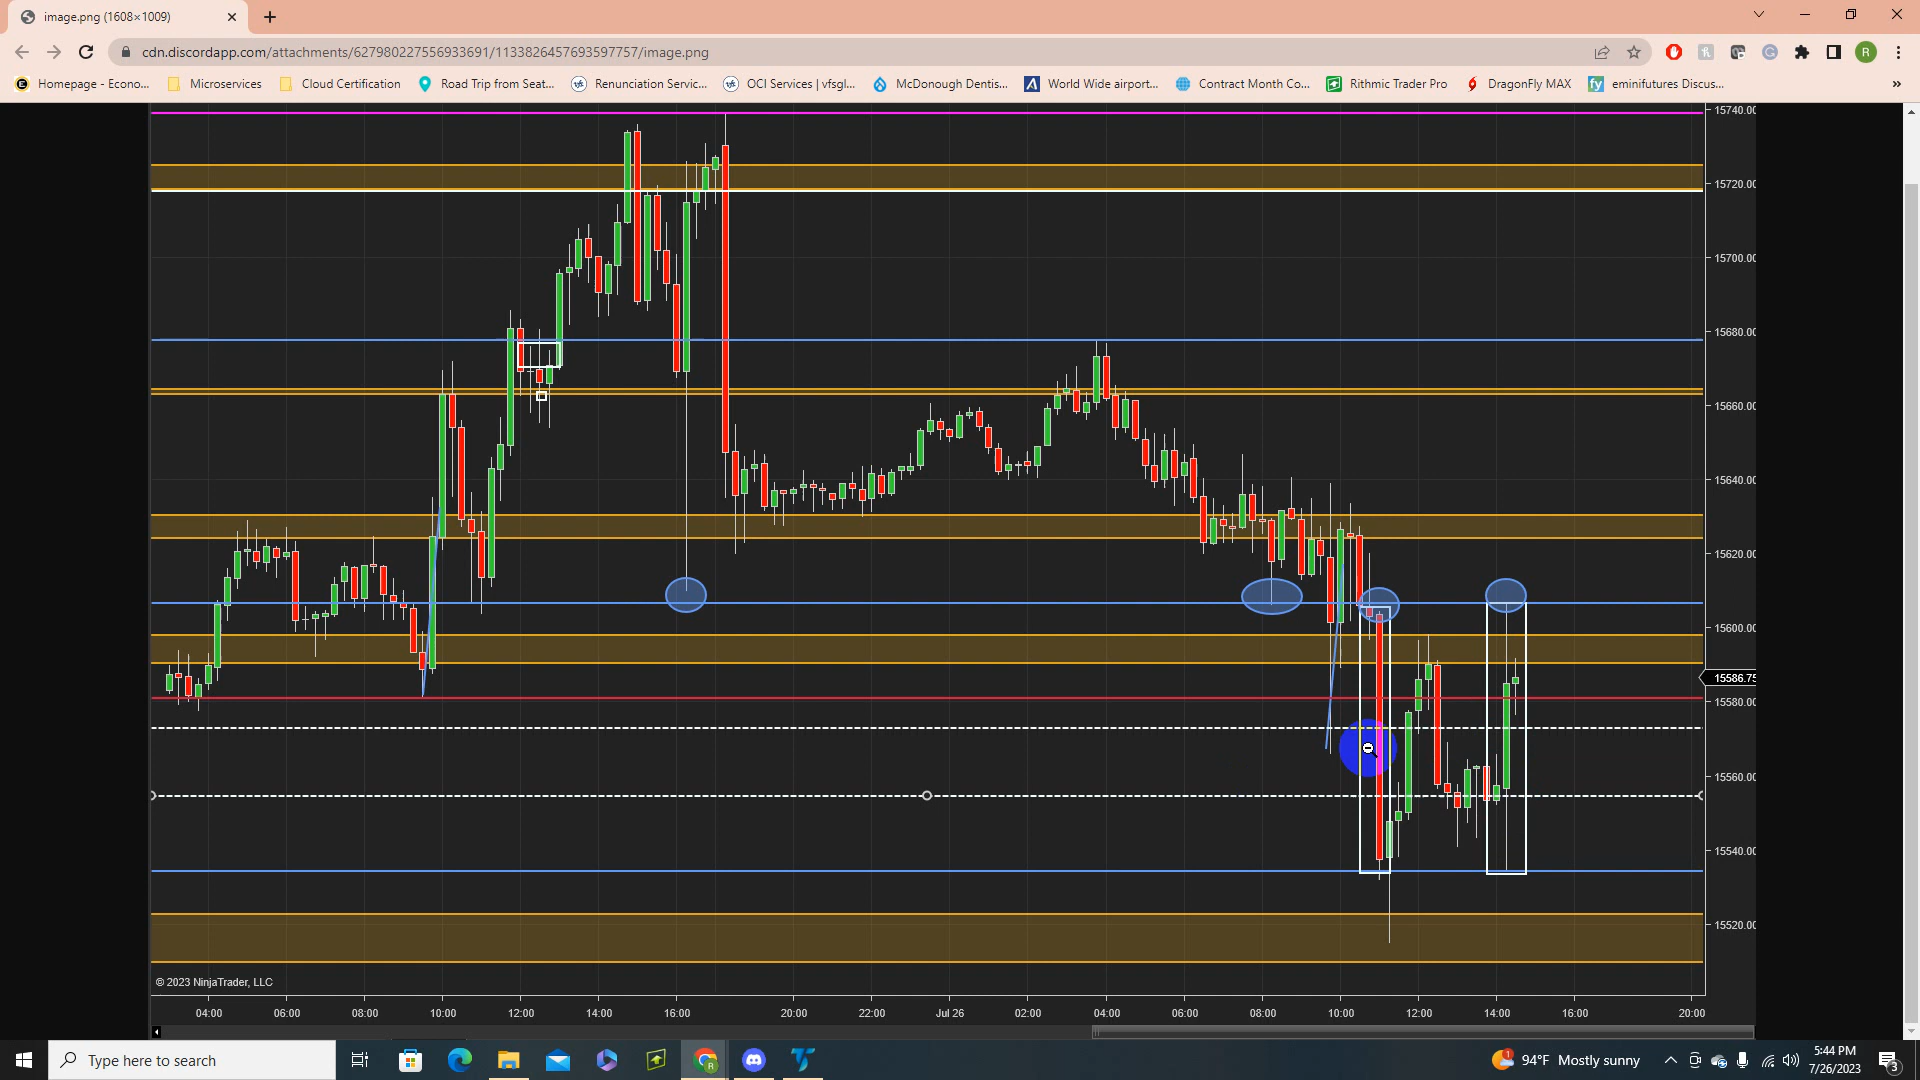 image.png (1608×1009)
cdn.discordapp.com/attachments/627980227556933691/1133826457693597757/image.png
R
Homepage - Econo...
Microservices
Cloud Certification
Road Trip from Seat...
Renunciation Servic...
OCI Services | vfsgl...
McDonough Dentis...
World Wide airport...
Contract Month Co...
Rithmic Trader Pro
DragonFly MAX
fy
eminifutures Discus...
»
15740.00
15720.00
15700.00
15680.00
15660.00
15640.00
15620.00
15600.00
15586.75
15580.00
15560.00
15540.00
15520.00
© 2023 NinjaTrader, LLC
04:00
06:00
08:00
10:00
12:00
14:00
16:00
20:00
22:00
Jul 26
02:00
04:00
06:00
08:00
10:00
12:00
14:00
16:00
20:00
Type here to search
R
1
94°F Mostly sunny
5:44 PM
7/26/2023
3